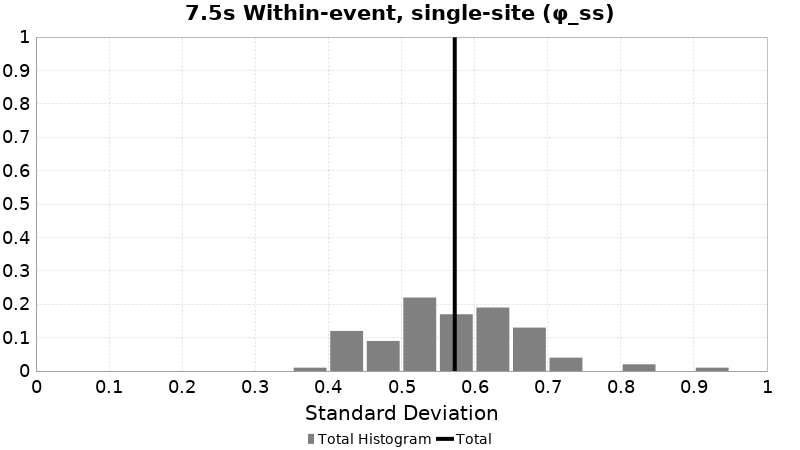 7.5s Within-event, single-site (φ_ss)
1
0.9
0.8
0.7
0.6
0.5
0.4
0.3
0.2
0.1
0
0 0.1 0.2 0.3 0.4 0.5 0.6 0.7 0.8 0.9 1
Standard Deviation
Total Histogram Total